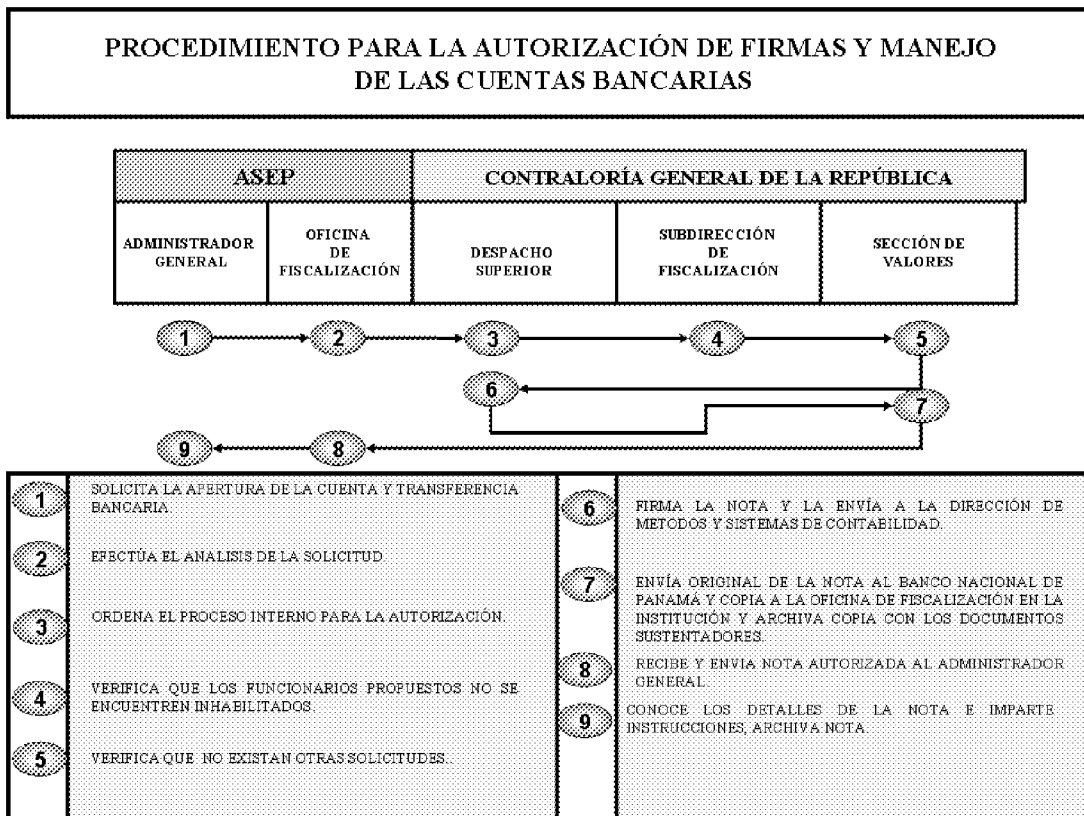 PROCEDIMIENTO PARA LA AUTORIZACIÓN DE FIRMAS Y MANEJO
DE LAS CUENTAS BANCARIAS
ASEP
CONTRALORÍA GENERAL DE LA REPÚBLICA
ADMINISTRADOR
GENERAL
OFICINA
DE
FISCALIZACIÓN
DESPACHO
SUPERIOR
SUBDIRECCIÓN
DE
FISCALIZACIÓN
SECCIÓN DE
VALORES
1
2
3
4
5
6
7
9
8
1
SOLICITA LA APERTURA DE LA CUENTA Y TRANSFERENCIA
BANCARIA.
2
EFECTÚA EL ANALISIS DE LA SOLICITUD.
3
ORDENA EL PROCESO INTERNO PARA LA AUTORIZACIÓN.
4
VERIFICA QUE LOS FUNCIONARIOS PROPUESTOS NO SE
ENCUENTREN INHABILITADOS.
5
VERIFICA QUE NO EXISTAN OTRAS SOLICITUDES..
6
FIRMA LA NOTA Y LA ENVÍA A LA DIRECCIÓN DE
METODOS Y SISTEMAS DE CONTABILIDAD.
7
ENVÍA ORIGINAL DE LA NOTA AL BANCO NACIONAL DE
PANAMÁ Y COPIA A LA OFICINA DE FISCALIZACIÓN EN LA
INSTITUCIÓN Y ARCHIVA COPIA CON LOS DOCUMENTOS
SUSTENTADORES.
8
RECIBE Y ENVIA NOTA AUTORIZADA AL ADMINISTRADOR
GENERAL.
9
CONOCE LOS DETALLES DE LA NOTA E IMPARTE
INSTRUCCIONES, ARCHIVA NOTA.